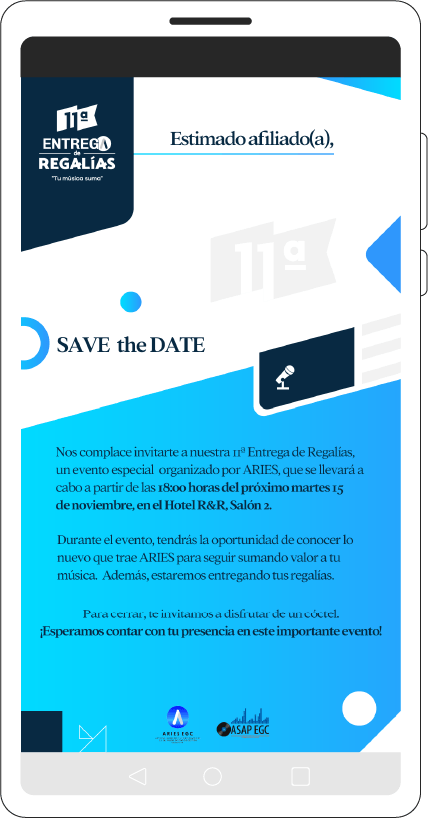 11ª
ENTREGA
de
REGALÍAS
"Tu música suma"
Estimado afiliado(a),
11ª
SAVE the DATE
Nos complace invitarte a nuestra 11ª Entrega de Regalías,
un evento especial organizado por ARIES, que se llevará a
cabo a partir de las 18:00 horas del próximo martes 15
de noviembre, en el Hotel R&R, Salón 2.
Durante el evento, tendrás la oportunidad de conocer lo
nuevo que trae ARIES para seguir sumando valor a tu
música. Además, estaremos entregando tus regalías.
Para cerrar, te invitamos a disfrutar de un cóctel.
¡Esperamos contar con tu presencia en este importante evento!
ARIES EGC
ASAP EGC